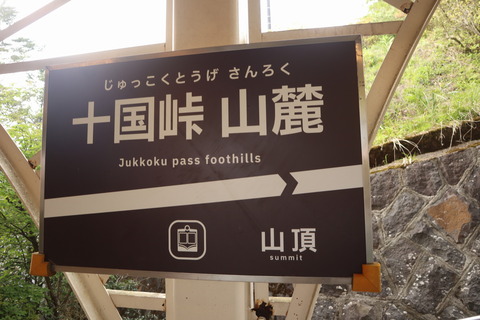 じゅっこくとうげ さんろく
十国峠 山麓
Jukkoku pass foothills
山頂
summit